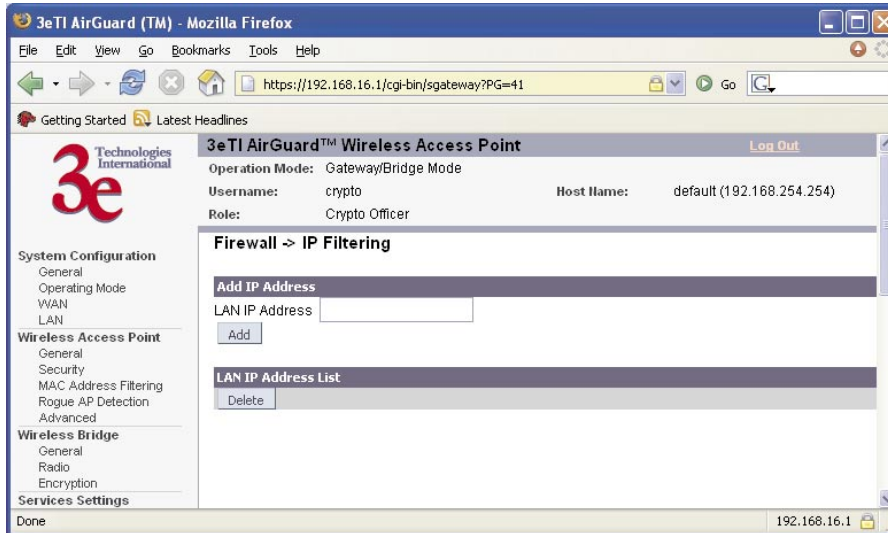 3eTI AirGuard (TM) - Mozilla Firefox
File Edit View Go Bookmarks Tools Help
https://192.168.16.1/cgi-bin/sgateway?PG=41
Go
G
Getting Started Latest Headlines
3e Technologies
International
3eTI AirGuard™ Wireless Access Point
Log Out
Operation Mode: Gateway/Bridge Mode
Username: crypto
Host Name: default (192.168.254.254)
Role: Crypto Officer
System Configuration
General
Operating Mode
WAN
LAN
Wireless Access Point
General
Security
MAC Address Filtering
Rogue AP Detection
Advanced
Wireless Bridge
General
Radio
Encryption
Services Settings
Firewall -> IP Filtering
Add IP Address
LAN IP Address
Add
LAN IP Address List
Delete
Done
192.168.16.1